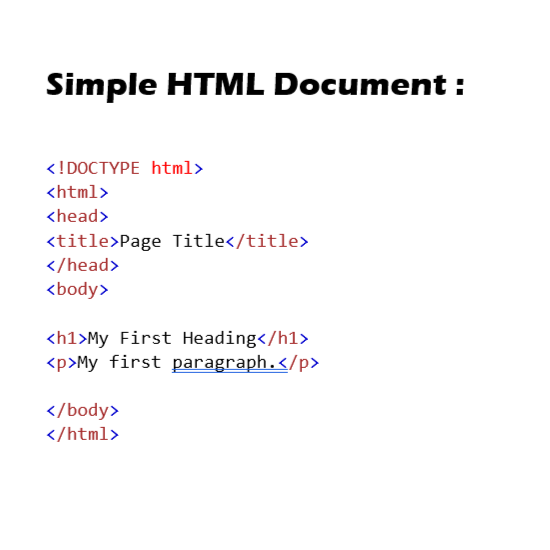 Simple HTML Document :
<!DOCTYPE html>
<html>
<head>
<title>Page Title</title>
</head>
<body>
<h1>My First Heading</h1>
<p>My first paragraph.</p>
</body>
</html>